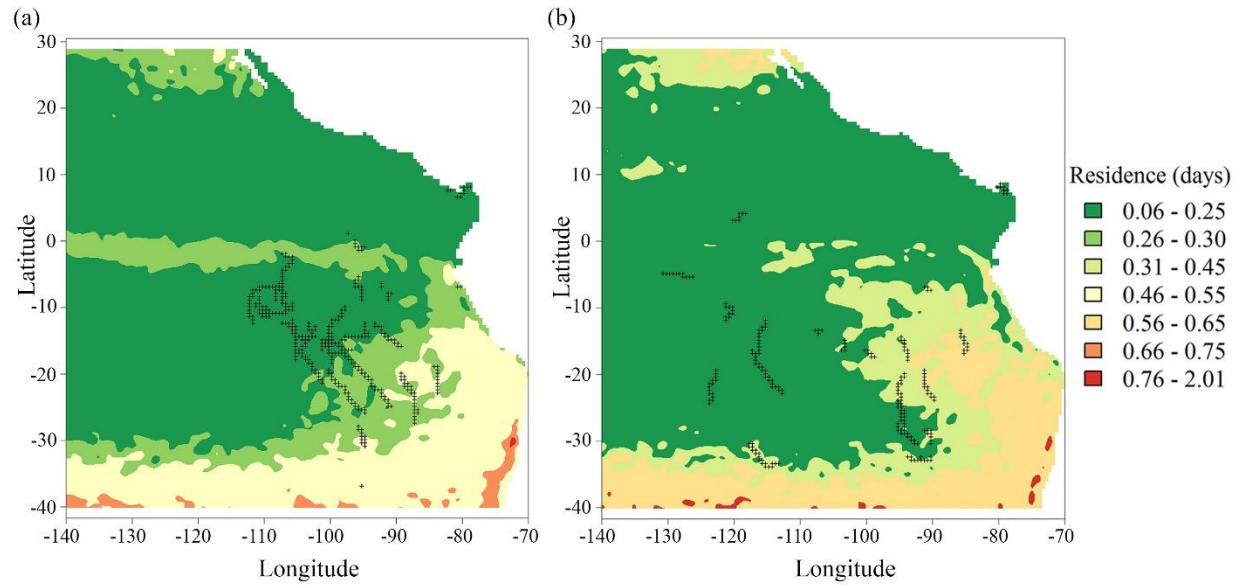 (a)
(b)
30
20
10
0
-10
-20
-30
-40
Latitude
-140
-130
-120
-110
-100
-90
-80
-70
Longitude
30
20
10
0
-10
-20
-30
-40
Latitude
-140
-130
-120
-110
-100
-90
-80
-70
Longitude
Residence (days)
0.06 - 0.25
0.26 - 0.30
0.31 - 0.45
0.46 - 0.55
0.56 - 0.65
0.66 - 0.75
0.76 - 2.01